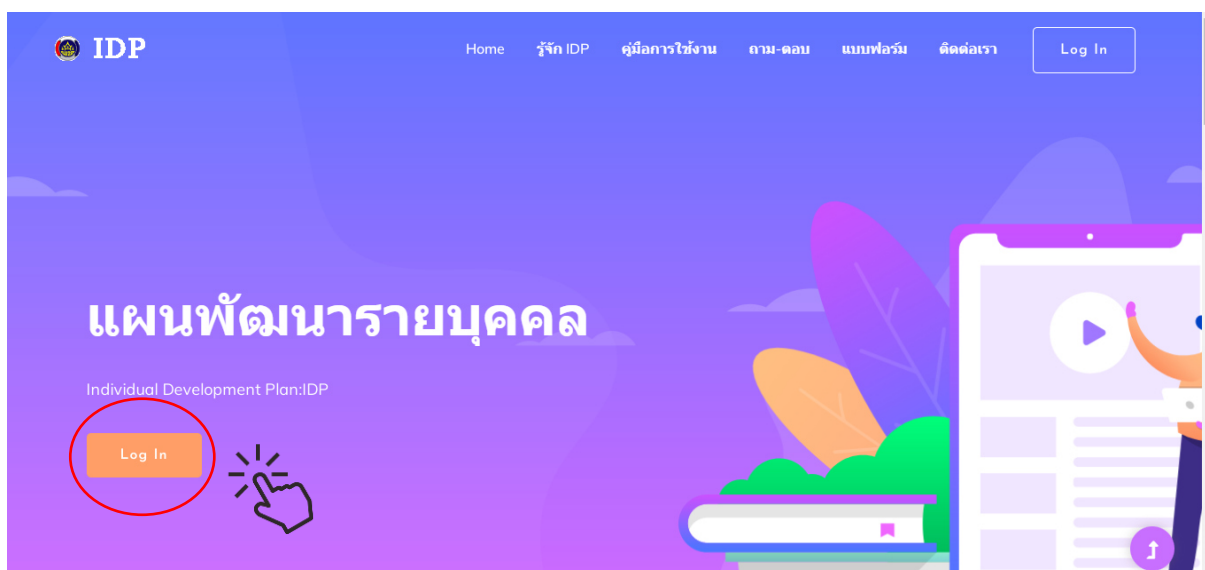 IDP
Home รู้จัก IDP คู่มือการใช้งาน ถาม-ตอบ แบบฟอร์ม ติดต่อเรา Log In
แผนพัฒนารายบุคคล
Individual Development Plan:IDP
Log In